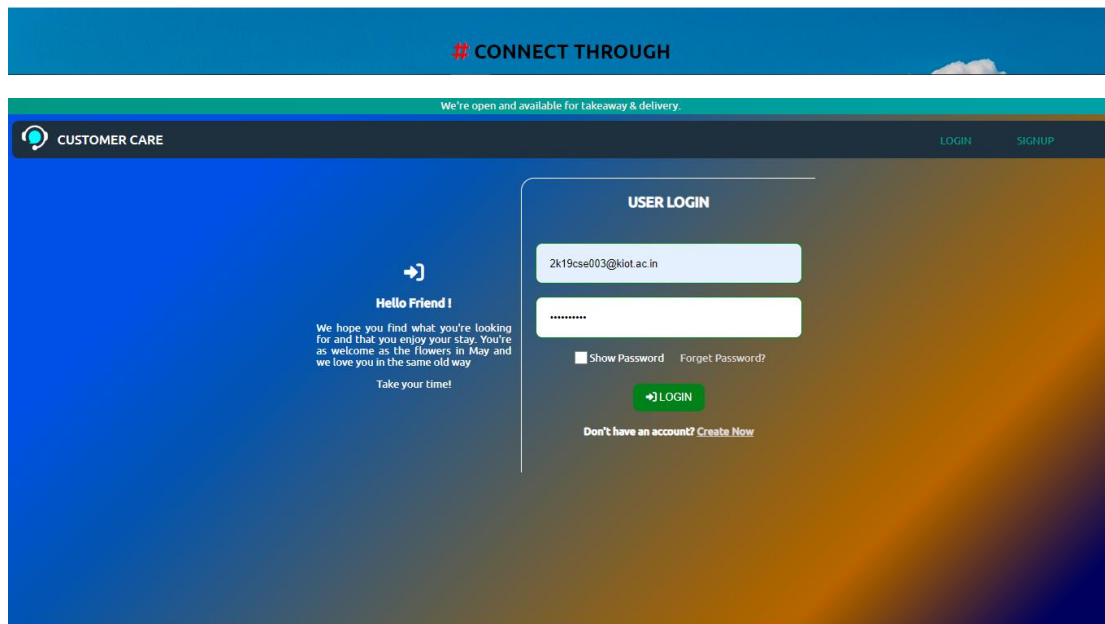 # CONNECT THROUGH
We're open and available for takeaway & delivery.
CUSTOMER CARE
LOGIN
SIGNUP
Hello Friend !
We hope you find what you're looking
for and that you enjoy your stay. You're
as welcome as the flowers in May and
we love you in the same old way
Take your time!
USER LOGIN
2k19cse003@kiot.ac.in
••••••••••
Show Password
Forget Password?
LOGIN
Don't have an account? Create Now